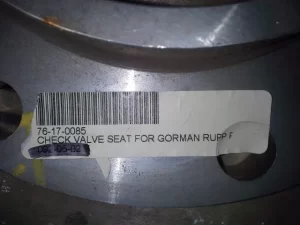 76-17-0085
CHECK VALVE SEAT FOR GORMAN RUPP